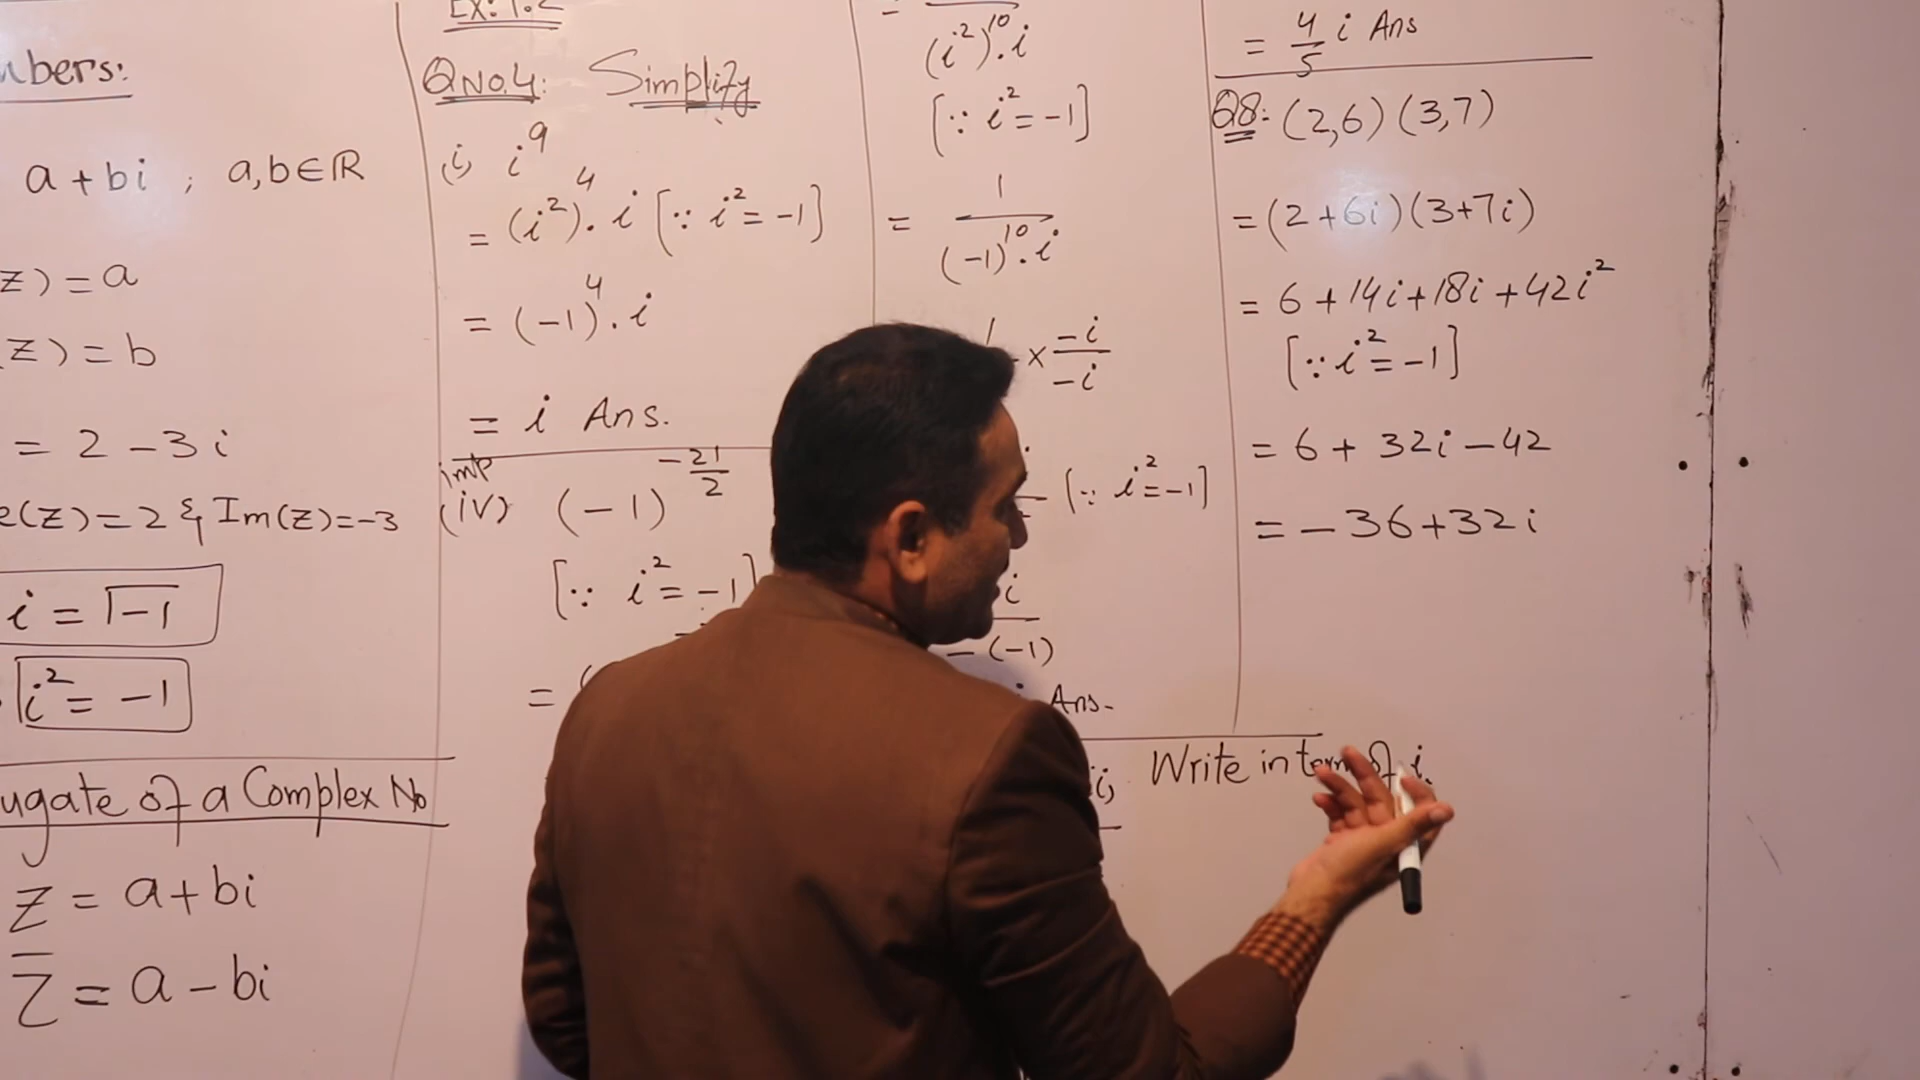 mbers:
a + bi ; a, b ∈ ℝ
z) = a
z) = b
= 2 - 3i
e(z) = 2 & Im(z) = -3
i = √-1
i² = -1
ugate of a Complex No
z = a + bi
z̅ = a - bi
Ex: 1.2
QNO.4: Simplify
(i) i⁹
= (i²)⁴ . i [∵ i² = -1]
= (-1)⁴ . i
= i Ans.
imp
(iv) (-1)^(-21/2)
[∵ i² = -1]
=
(i²)¹⁰ . i
[∵ i² = -1]
= 1/((-1)¹⁰ . i)
× -i/-i
[∵ i² = -1]
i
-(-1)
Ans.
Write in term of i
= 4/5 i Ans
Q8: (2,6) (3,7)
= (2+6i) (3+7i)
= 6 + 14i + 18i + 42i²
[∵ i² = -1]
= 6 + 32i - 42
= -36 + 32i